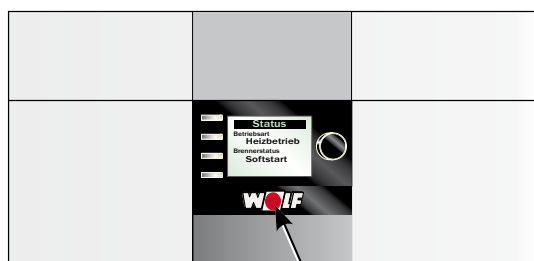 Status
Betriebsart
Heizbetrieb
Brennerstatus
Softstart
WOLF